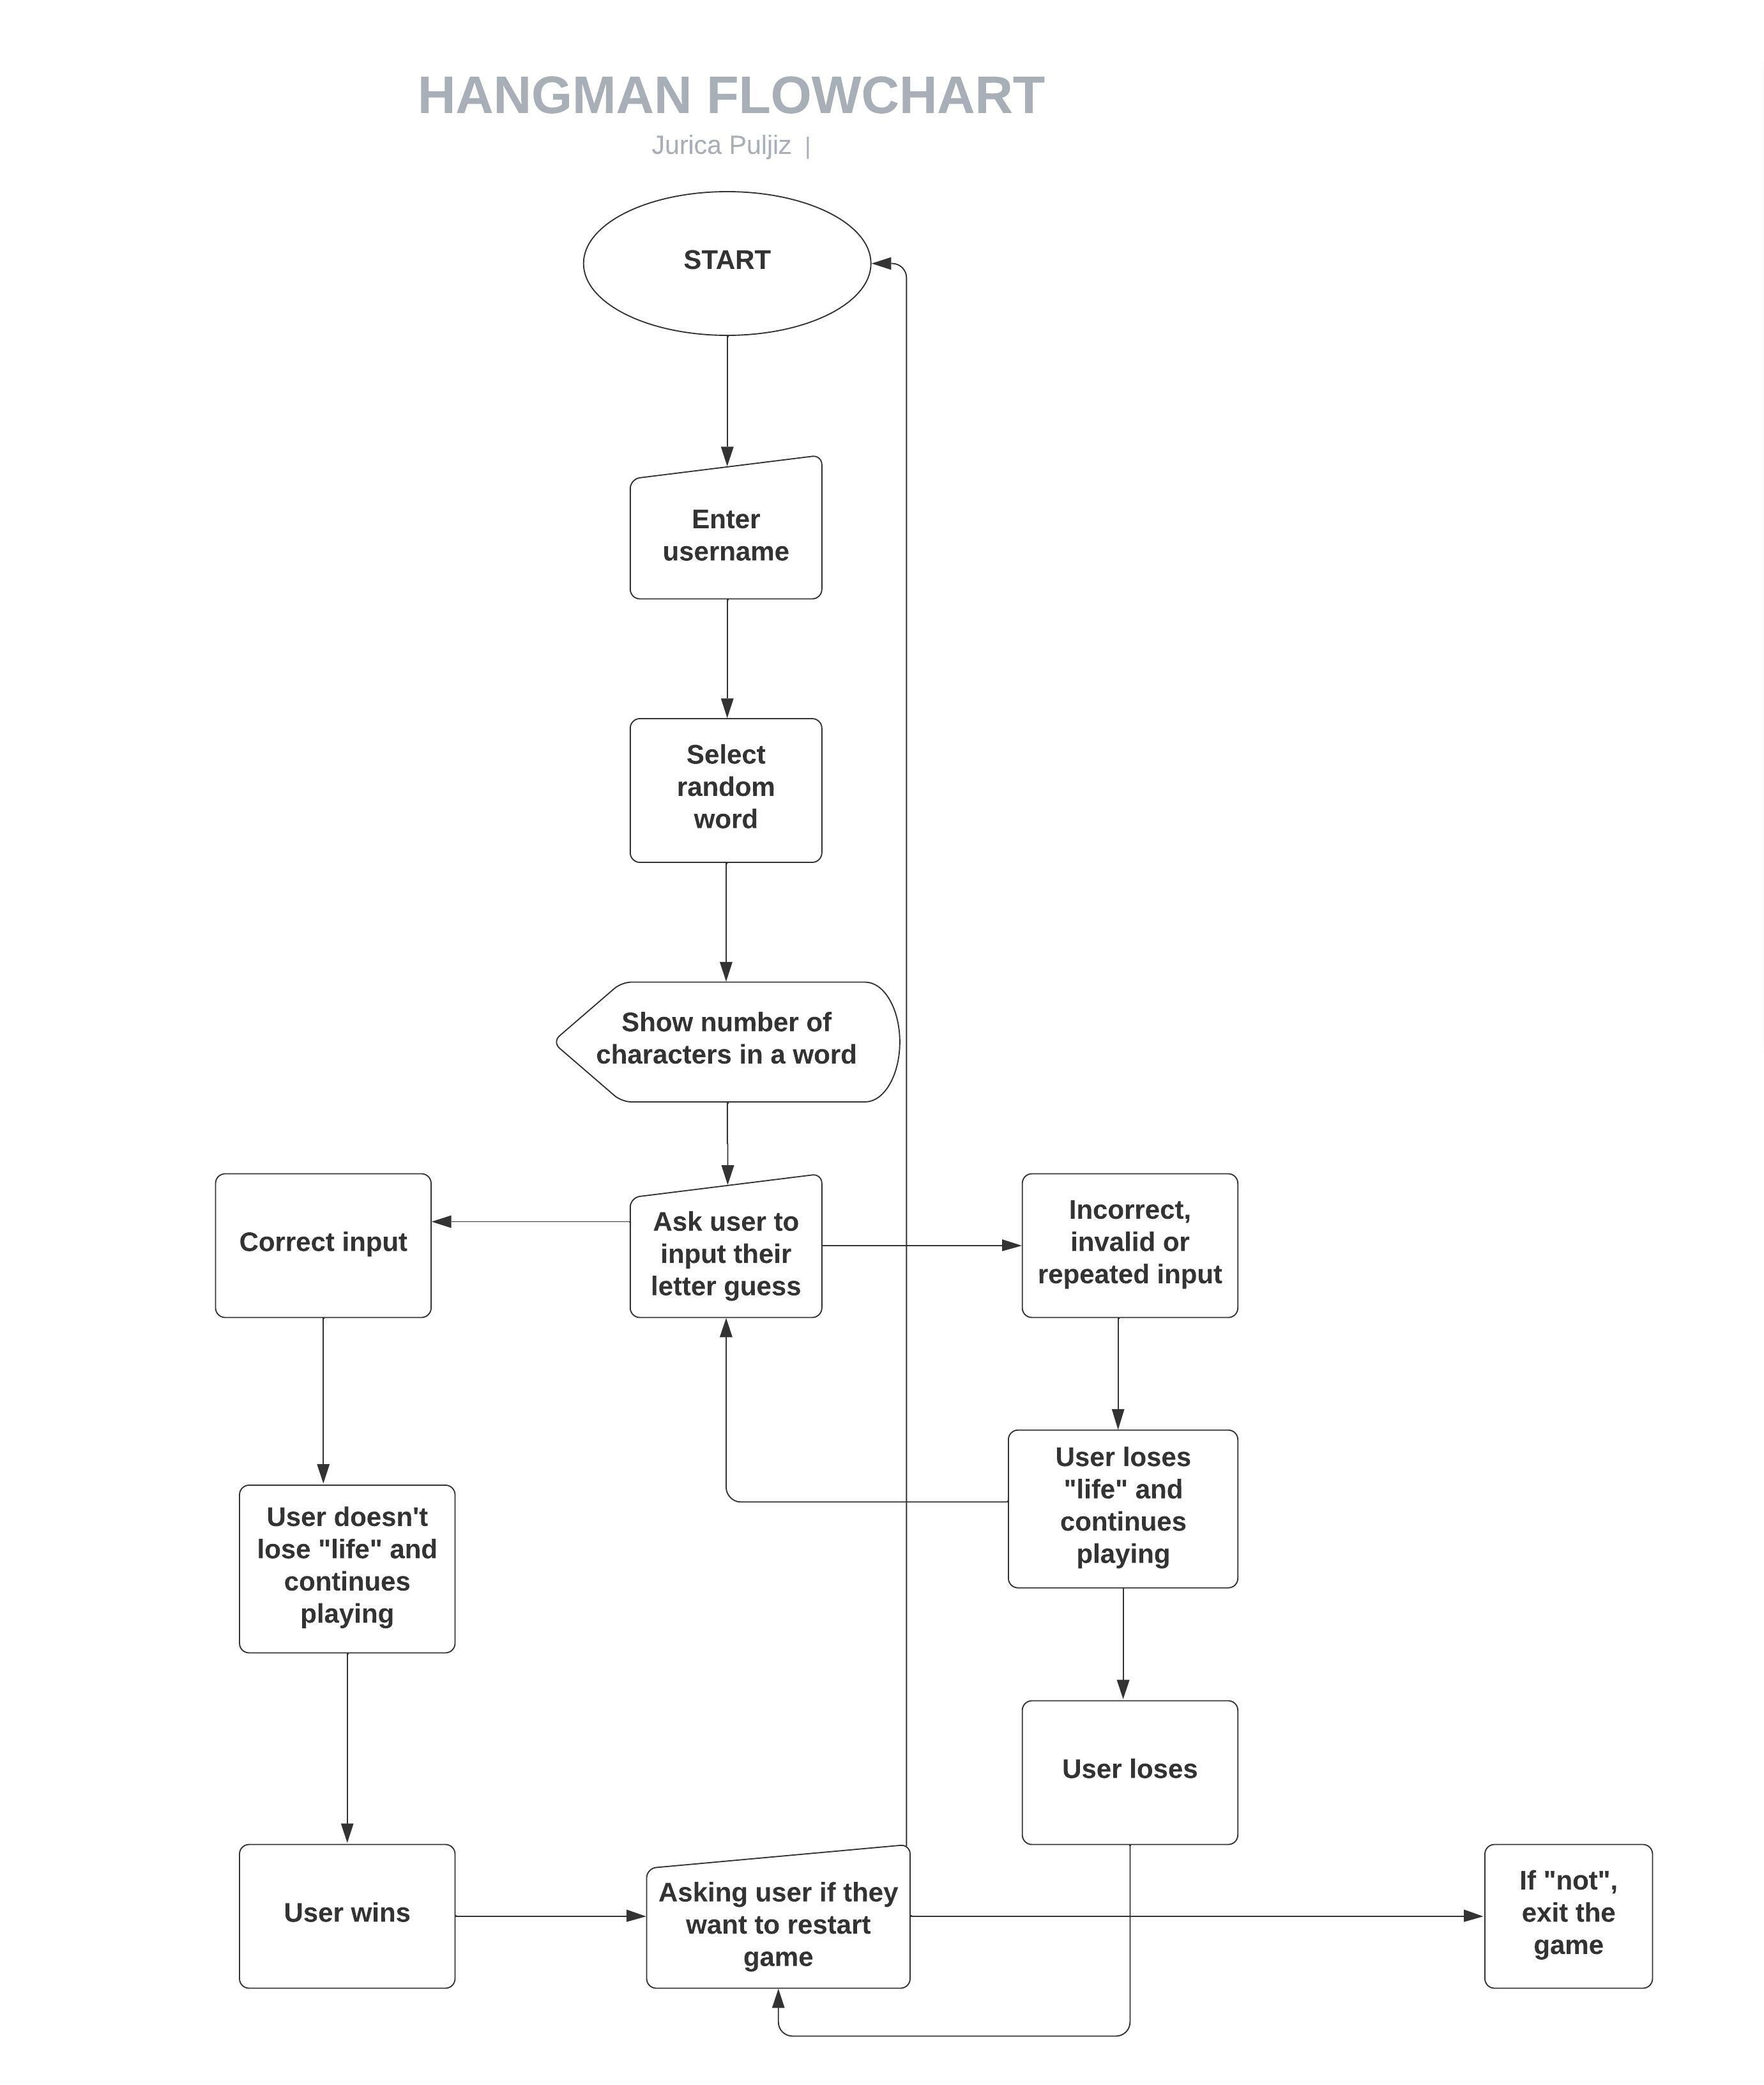 HANGMAN FLOWCHART
Jurica Puljiz |
START
Enter
username
Select
random
word
Show number of
characters in a word
Correct input
Ask user to
input their
letter guess
Incorrect,
invalid or
repeated input
User doesn't
lose "life" and
continues
playing
User loses
"life" and
continues
playing
User loses
User wins
Asking user if they
want to restart
game
If "not",
exit the
game